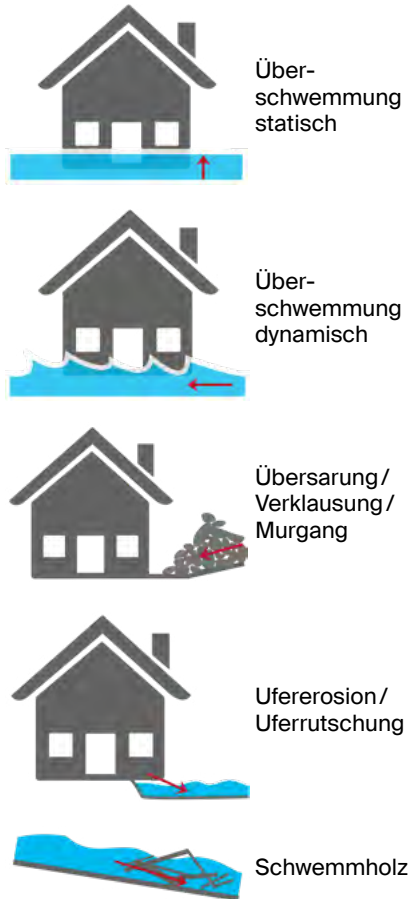 Über-
schwemmung
statisch
Über-
schwemmung
dynamisch
Übersarung /
Verklausung /
Murgang
Ufererosion /
Uferrutschung
Schwemmholz